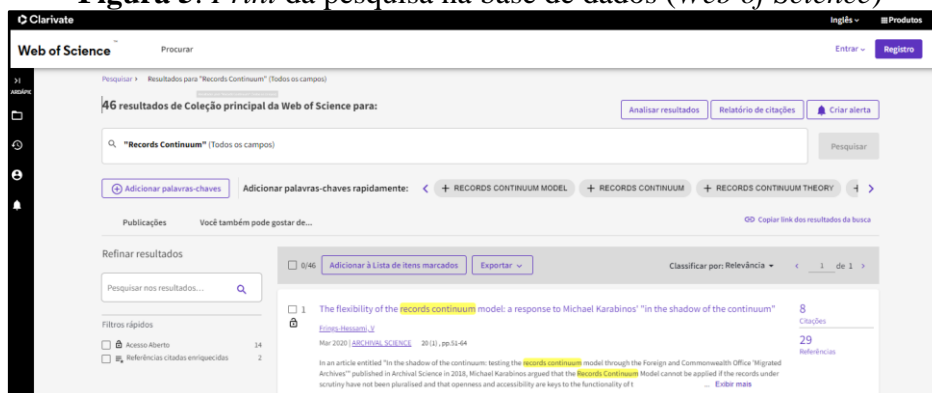 Figura 5: Print da pesquisa na base de dados (Web of Science)
Clarivate
Inglês
Produtos
Web of Science™
Procurar
Entrar
Registro
Pesquisar > Resultados para "Records Continuum" (Todos os campos)
46 resultados de Coleção principal da Web of Science para:
Analisar resultados
Relatório de citações
Criar alerta
"Records Continuum" (Todos os campos)
Pesquisar
Adicionar palavras-chaves
Adicionar palavras-chaves rapidamente:
+ RECORDS CONTINUUM MODEL
+ RECORDS CONTINUUM
+ RECORDS CONTINUUM THEORY
+
Publicações
Você também pode gostar de...
Copiar link dos resultados da busca
Refinar resultados
0/46
Adicionar à Lista de itens marcados
Exportar
Classificar por: Relevância
< 1 de 1 >
Pesquisar nos resultados...
Filtros rápidos
Acesso Aberto 14
Referências citadas enriquecidas 2
1
The flexibility of the records continuum model: a response to Michael Karabinos' "in the shadow of the continuum"
Frings-Hessami, V
Mar 2020 | ARCHIVAL SCIENCE 20 (1) , pp.51-64
In an article entitled "In the shadow of the continuum: testing the records continuum model through the Foreign and Commonwealth Office 'Migrated
Archives'" published in Archival Science in 2018, Michael Karabinos argued that the Records Continuum Model cannot be applied if the records under
scrutiny have not been pluralised and that openness and accessibility are keys to the functionality of t
... Exibir mais
8
Citações
29
Referências